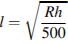 l = √(Rh/500)